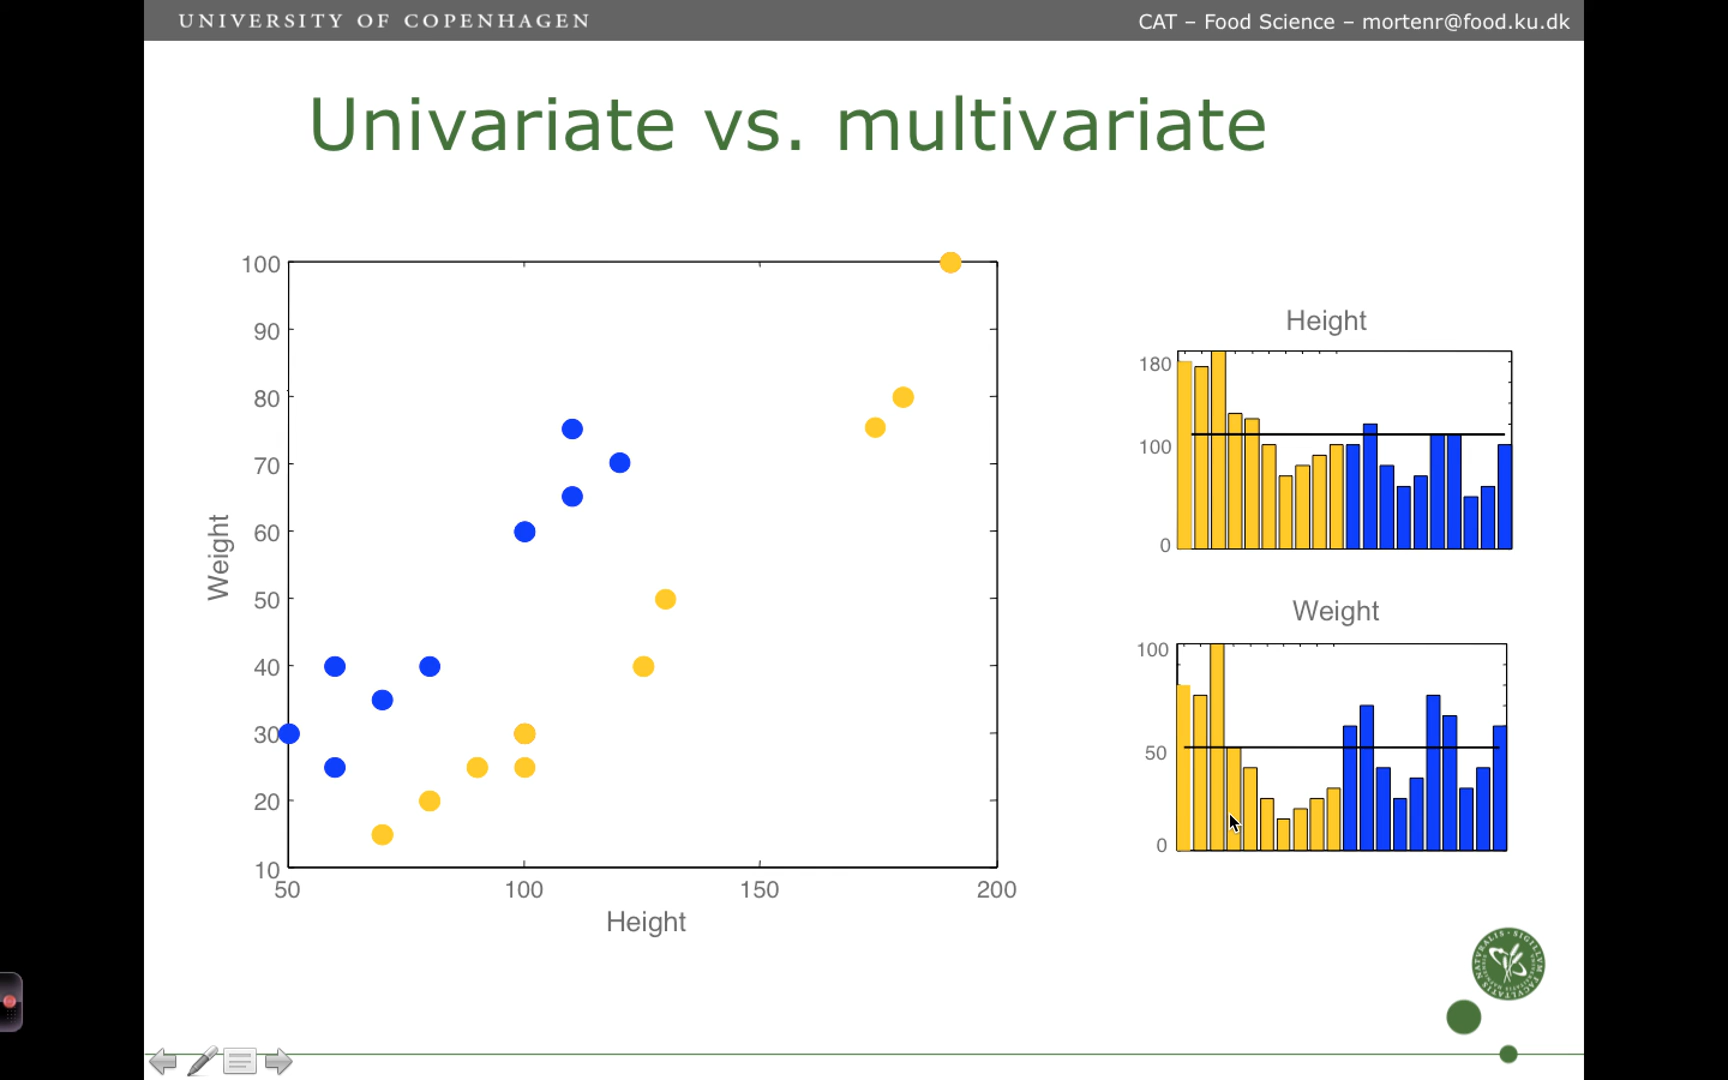 UNIVERSITY OF COPENHAGEN
CAT – Food Science – mortenr@food.ku.dk
Univariate vs. multivariate
100
90
80
70
60
50
40
30
20
10
Weight
50 100 150 200
Height
Height
180
100
0
Weight
100
50
0